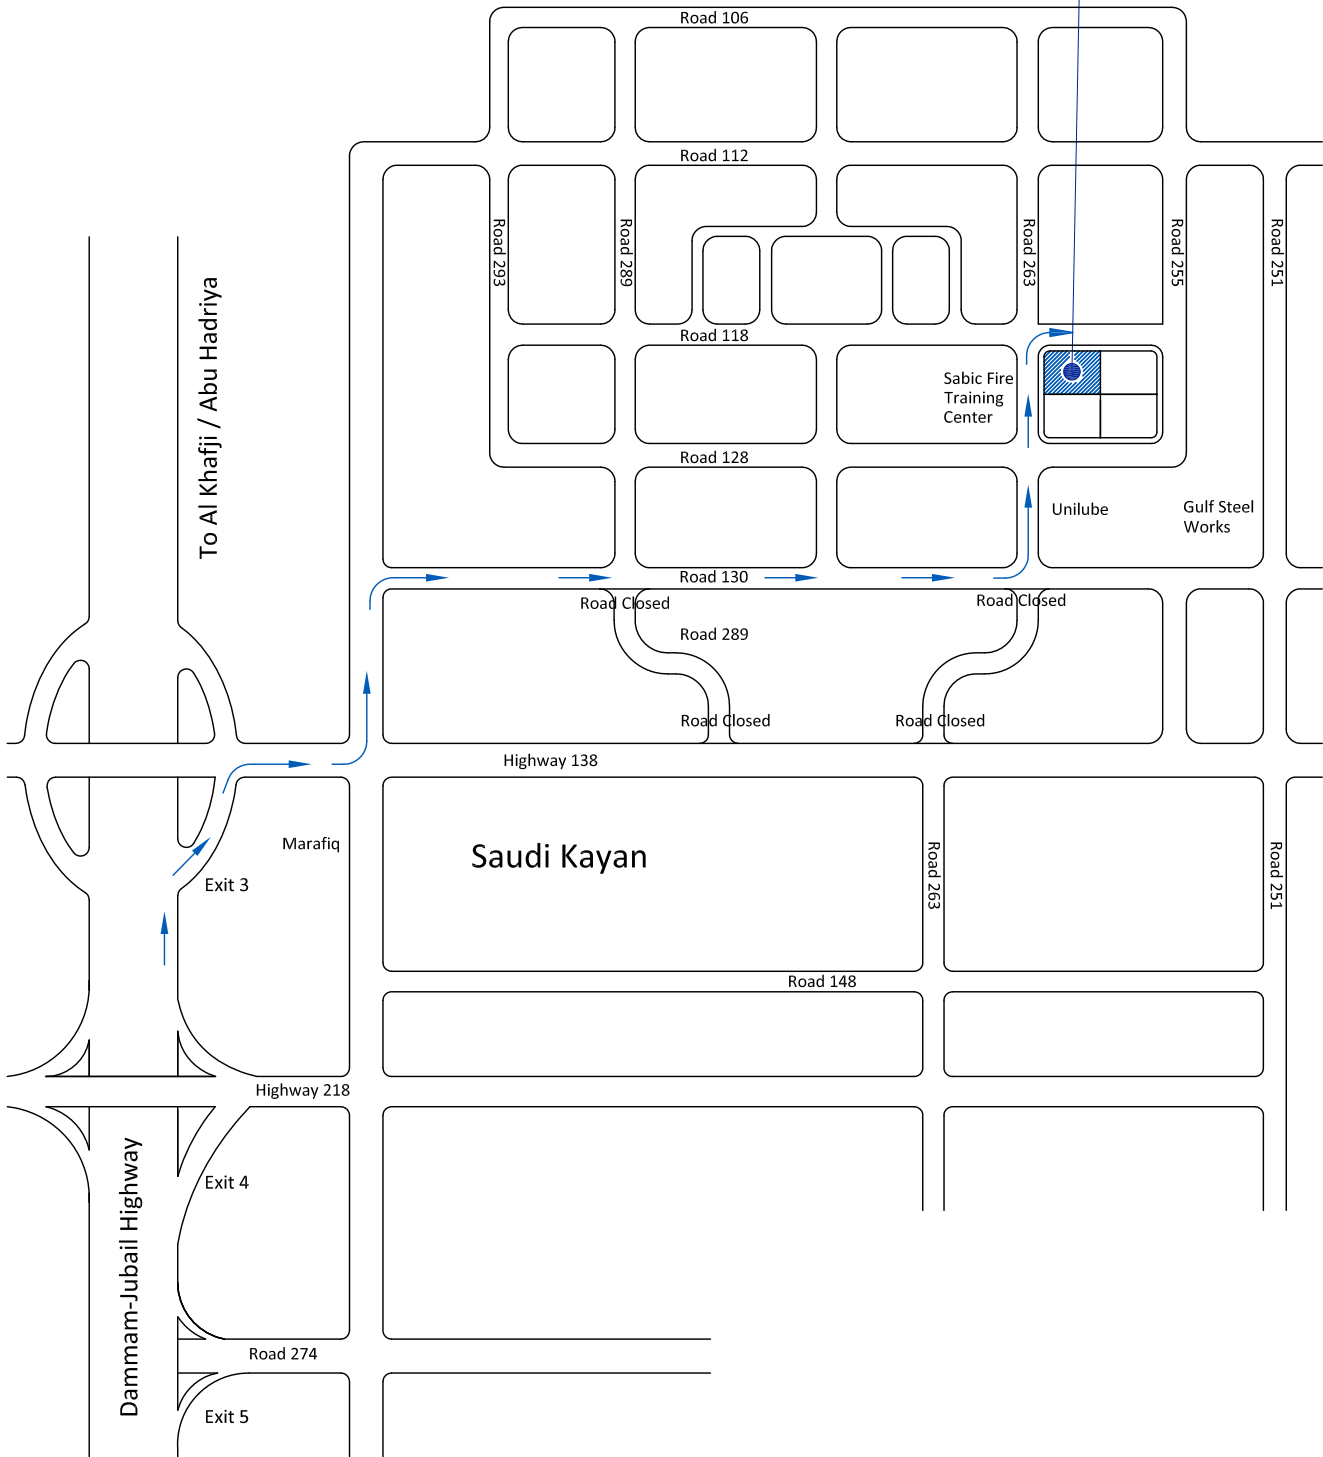 Road 106
Road 112
Road 293
Road 289
Road 263
Road 255
Road 251
To Al Khafji / Abu Hadriya
Road 118
Sabic Fire
Training
Center
Road 128
Unilube
Gulf Steel
Works
Road 130
Road Closed
Road Closed
Road 289
Road Closed
Road Closed
Highway 138
Marafiq
Saudi Kayan
Exit 3
Road 263
Road 251
Road 148
Highway 218
Dammam-Jubail Highway
Exit 4
Road 274
Exit 5